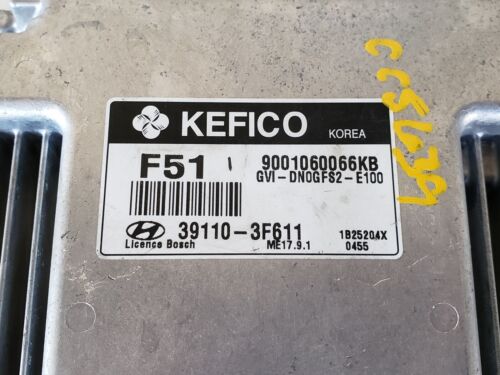 KEFICO KOREA
F51 9001060066KB
GVI-DN0GFS2-E100
39110-3F611 1B25204X
Licence Bosch ME17.9.1 0455